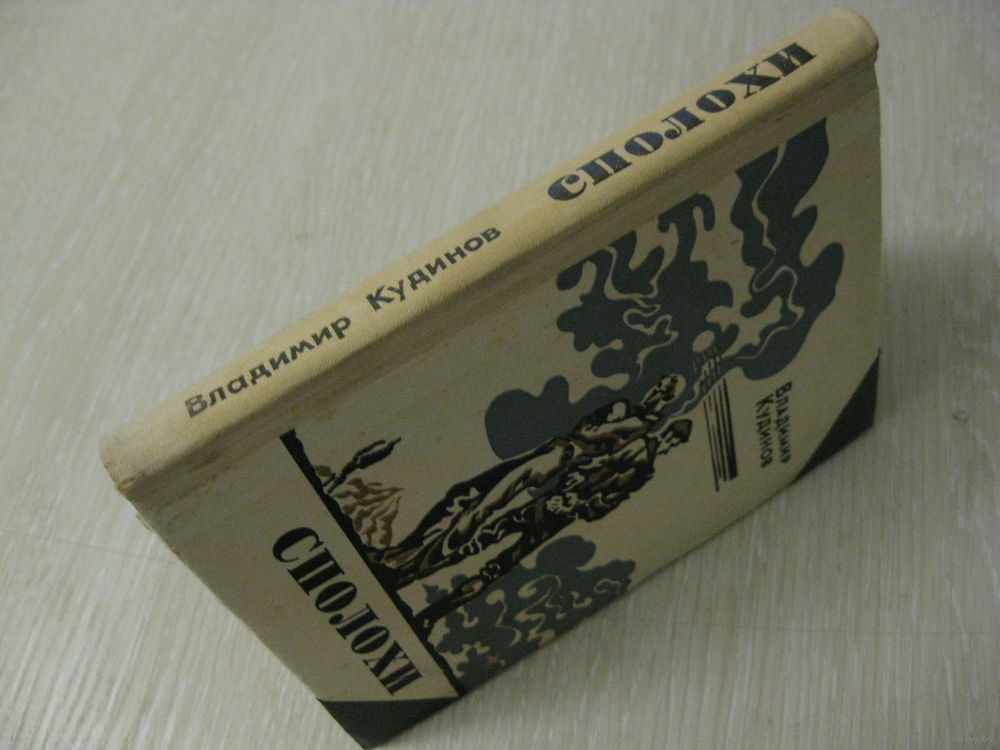 Владимир Кудинов СПОЛОХИ
Владимир
Кудинов
СПОЛОХИ